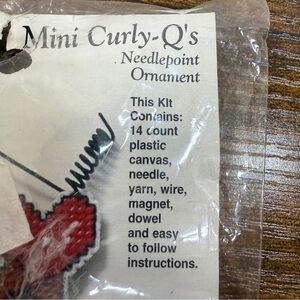 Mini Curly-Q's
Needlepoint
Ornament
This Kit
Contains:
14 count
plastic
canvas,
needle,
yarn, wire,
magnet,
dowel
and easy
to follow
instructions.